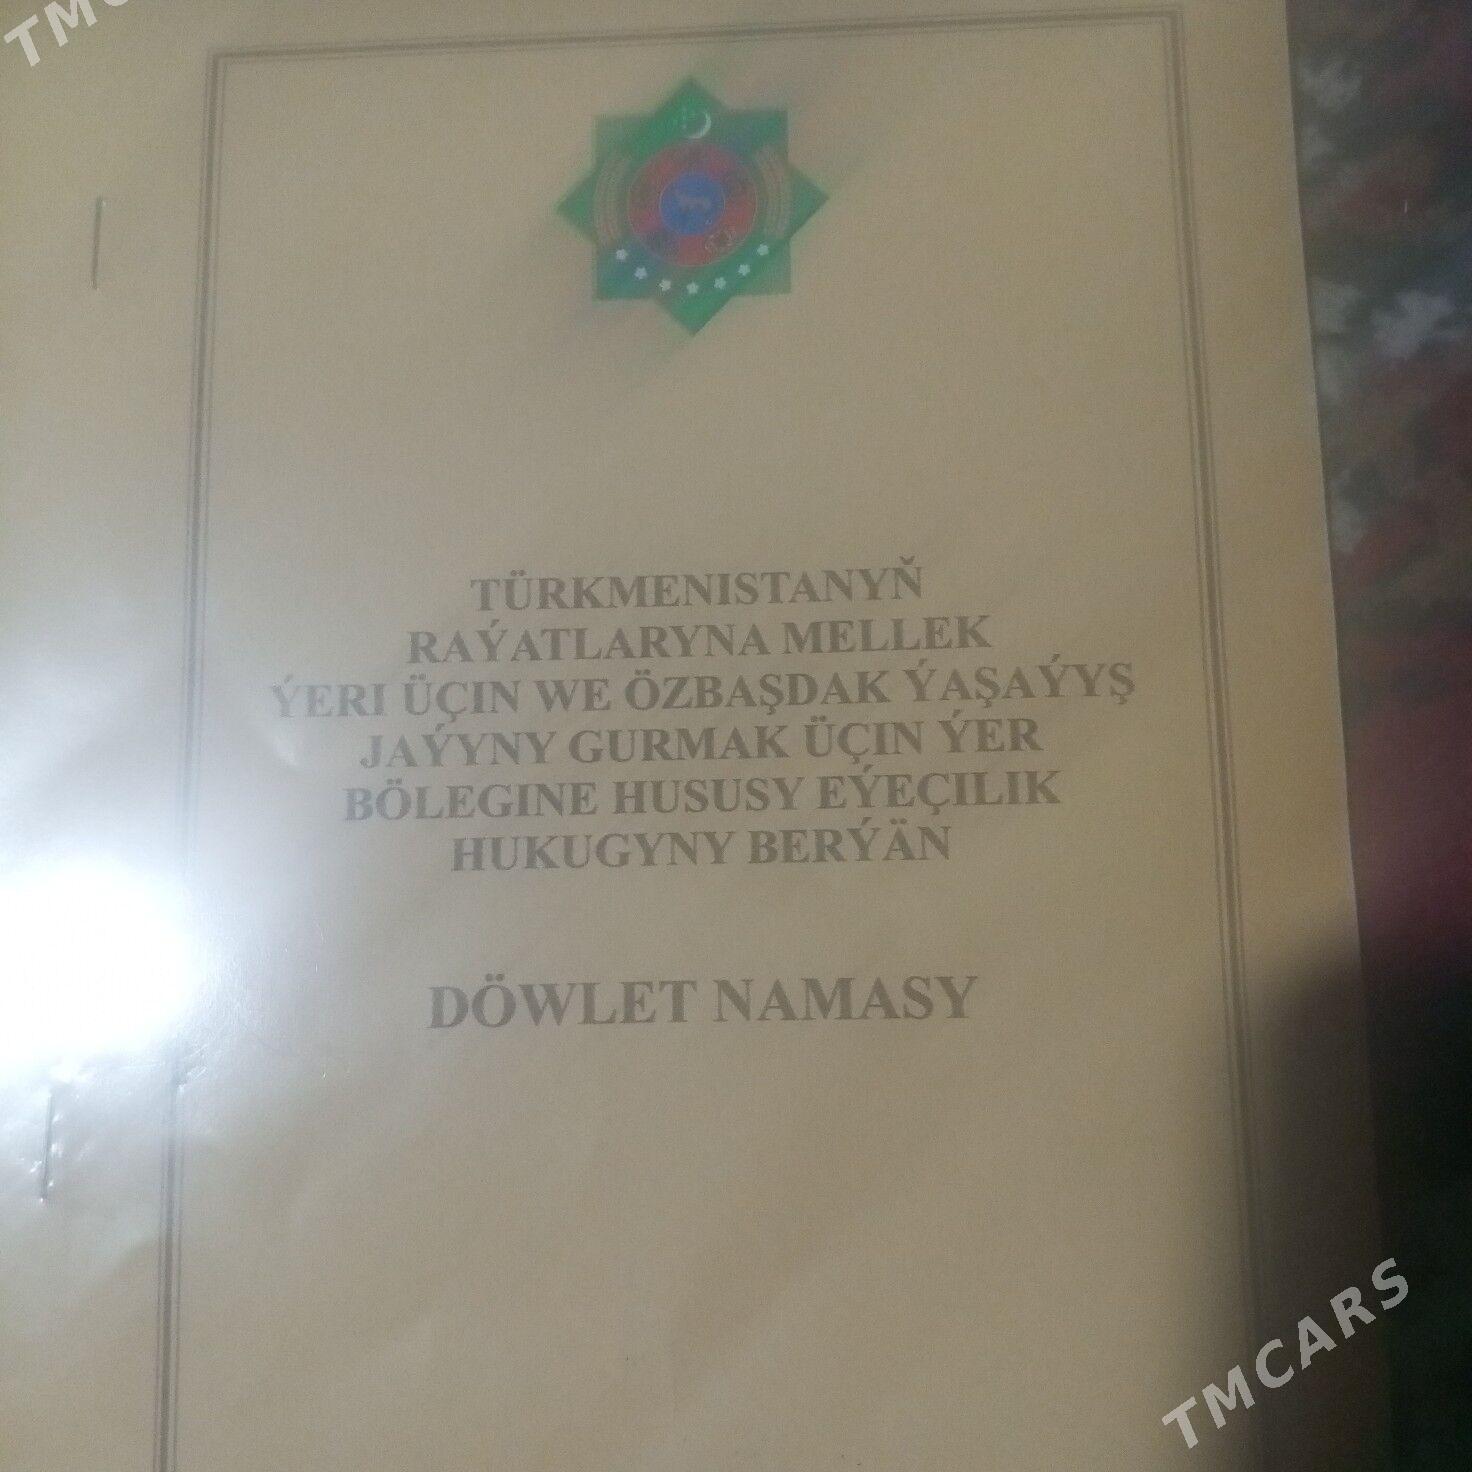 TMCARS
TÜRKMENISTANYŇ
RAÝATLARYNA MELLEK
ÝERI ÜÇIN WE ÖZBAŞDAK ÝAŞAÝYŞ
JAÝYNY GURMAK ÜÇIN ÝER
BÖLEGINE HUSUSY EÝEÇILIK
HUKUGYNY BERÝÄN
DÖWLET NAMASY
TMCARS